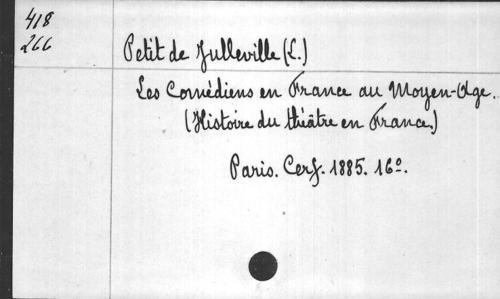 418
266
Petit de Julleville (L.)
Les Comédiens en France au Moyen-Age.
(Histoire du théâtre en France.)
Paris. Cerf. 1885. 16º.